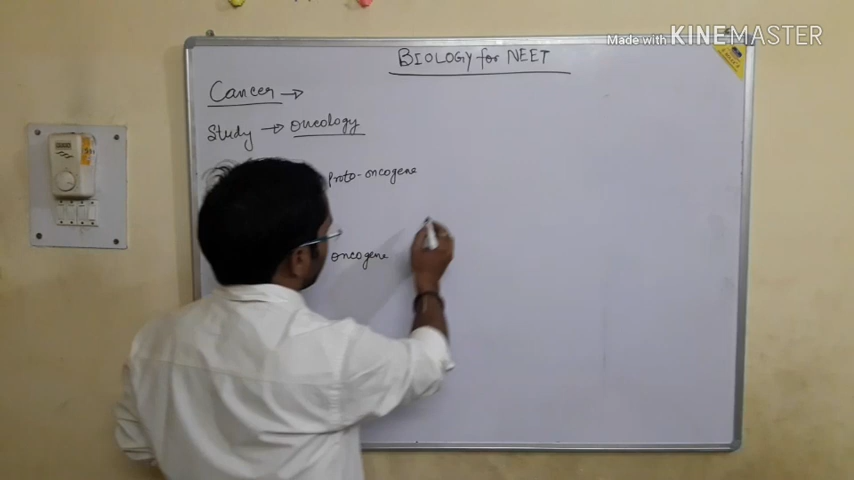 Made with KINEMASTER
BIOLOGY for NEET
Cancer →
Study → oncology
Proto-oncogene
oncogene